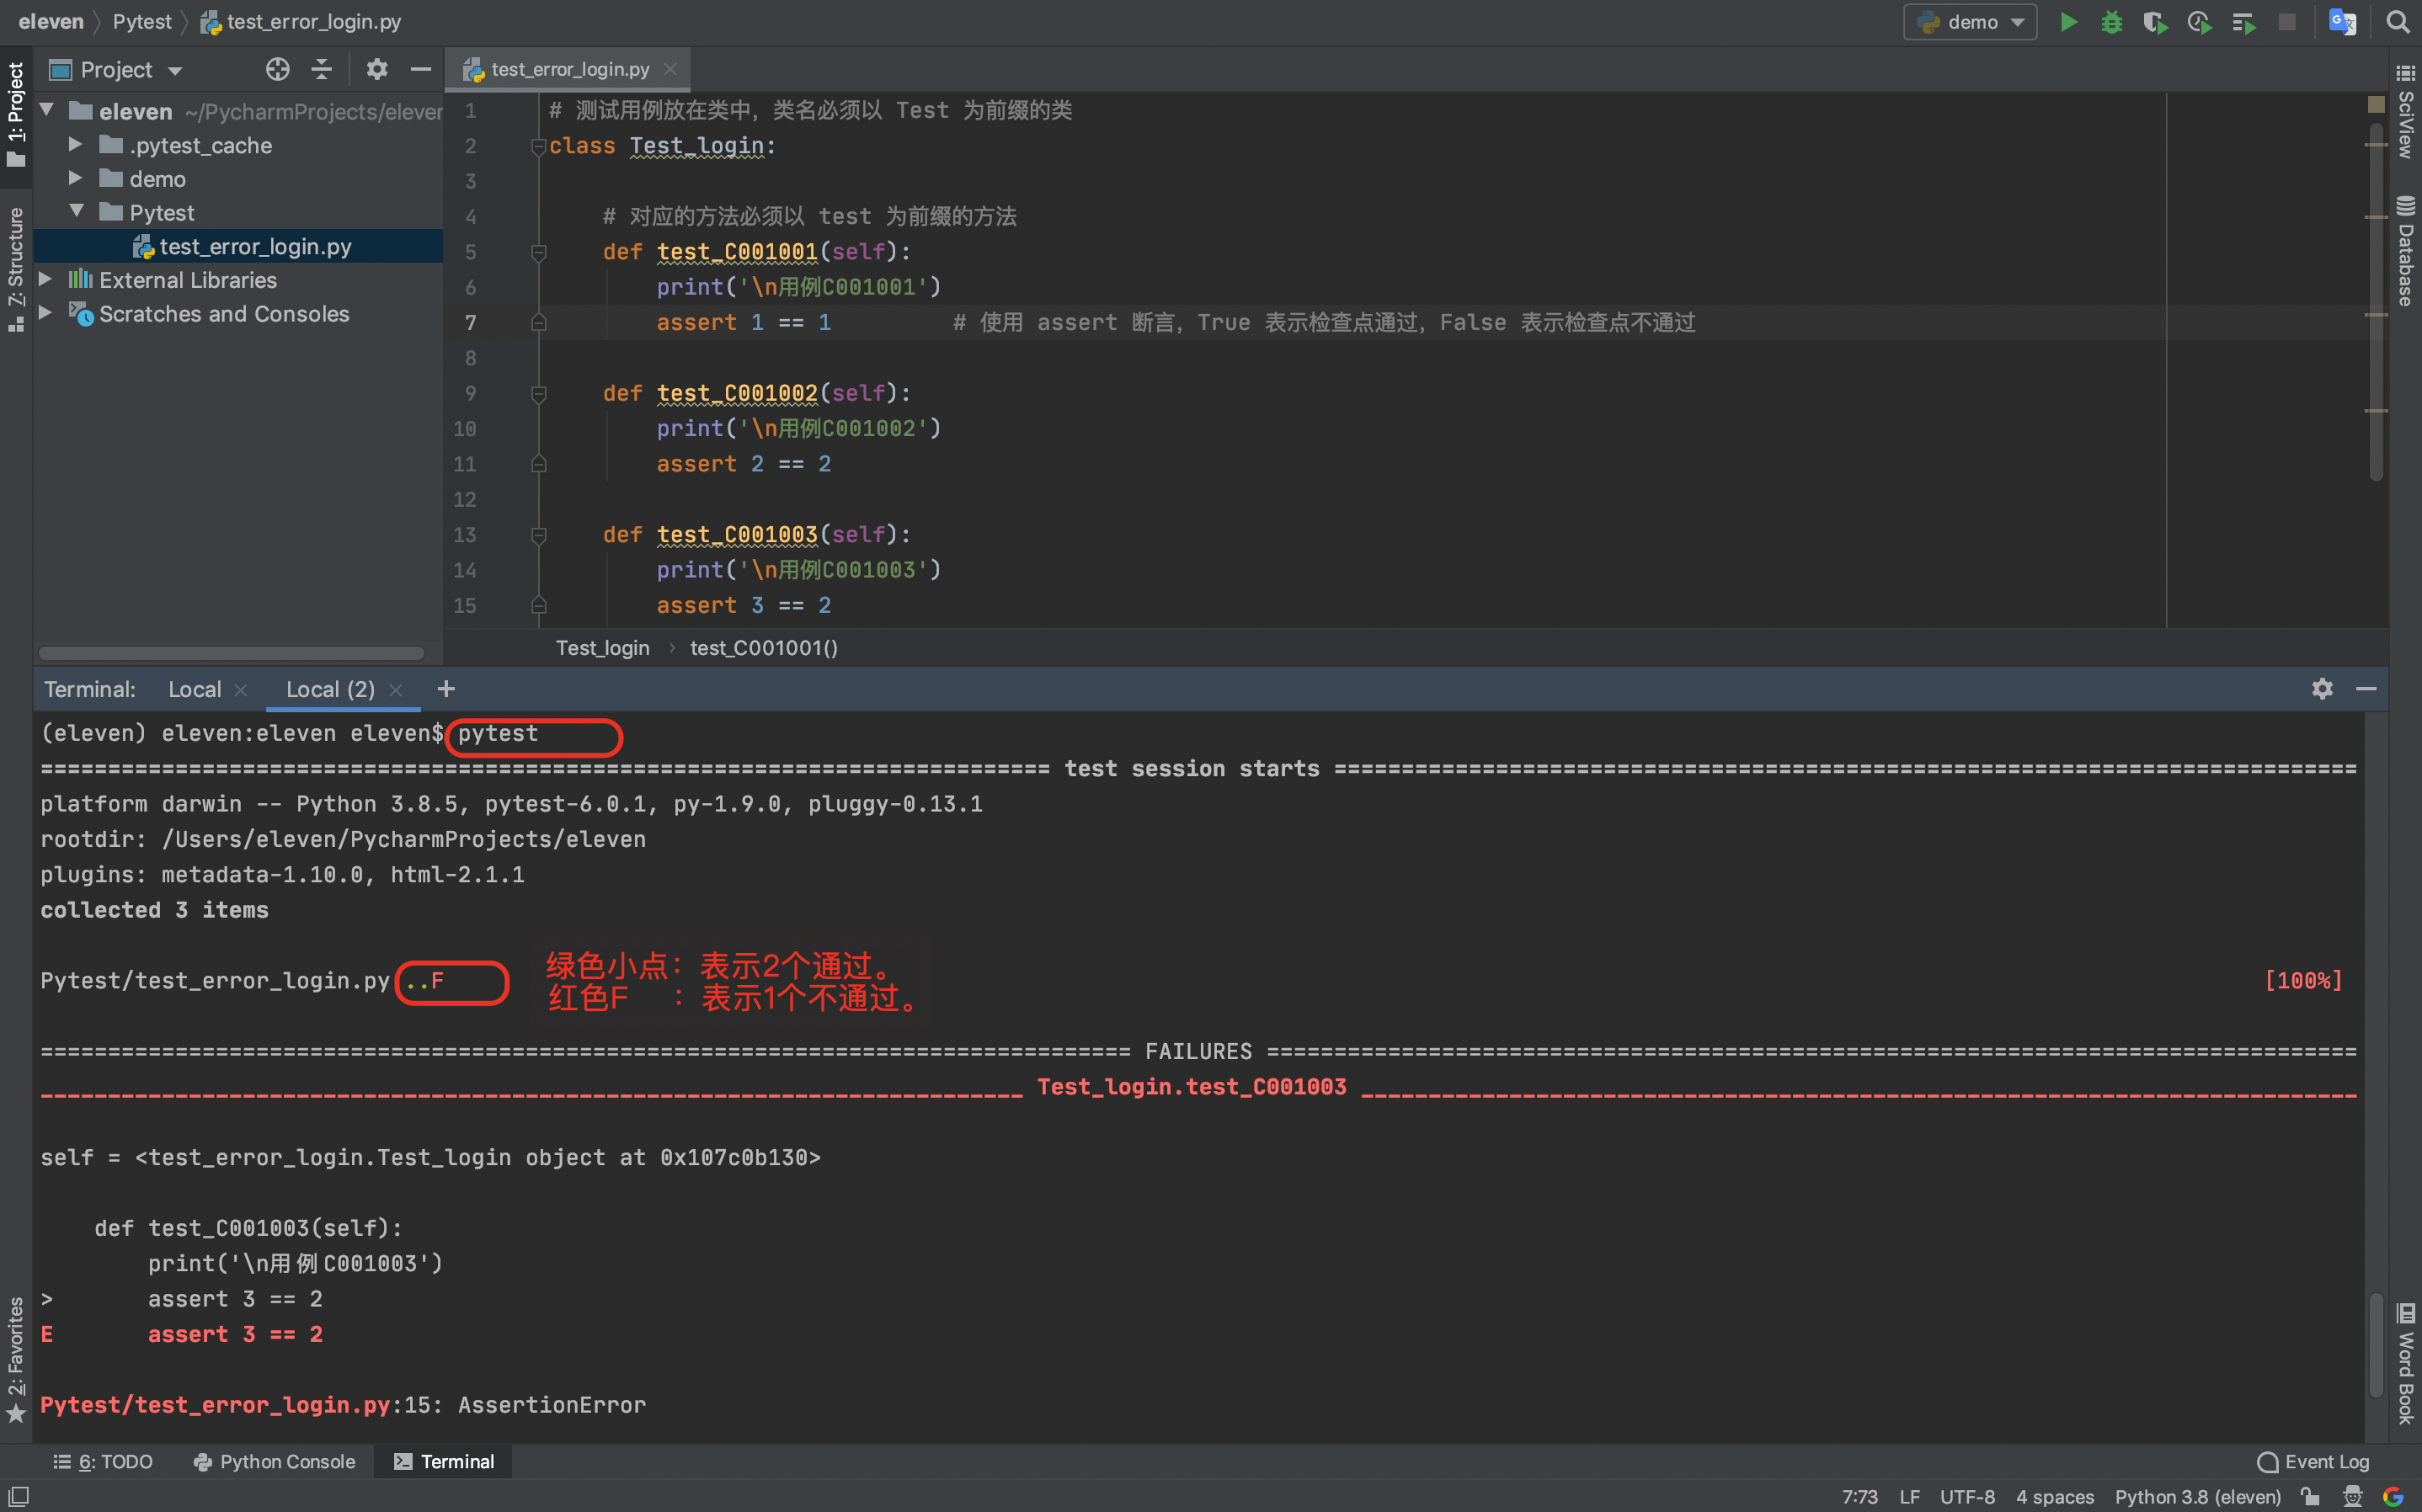 eleven Pytest test_error_login.py demo
1: Project
7: Structure
2: Favorites
Project
eleven ~/PycharmProjects/eleven
.pytest_cache
demo
Pytest
test_error_login.py
External Libraries
Scratches and Consoles
test_error_login.py
1 # 测试用例放在类中，类名必须以 Test 为前缀的类
2 class Test_login:
3
4 # 对应的方法必须以 test 为前缀的方法
5 def test_C001001(self):
6 print('\n用例C001001')
7 assert 1 == 1 # 使用 assert 断言，True 表示检查点通过，False 表示检查点不通过
8
9 def test_C001002(self):
10 print('\n用例C001002')
11 assert 2 == 2
12
13 def test_C001003(self):
14 print('\n用例C001003')
15 assert 3 == 2
Test_login › test_C001001()
SciView
Database
Word Book
Terminal: Local Local (2)
(eleven) eleven:eleven eleven$ pytest
=========================================================================== test session starts ============================================================================
platform darwin -- Python 3.8.5, pytest-6.0.1, py-1.9.0, pluggy-0.13.1
rootdir: /Users/eleven/PycharmProjects/eleven
plugins: metadata-1.10.0, html-2.1.1
collected 3 items
Pytest/test_error_login.py ..F [100%]
绿色小点：表示2个通过。
红色F ：表示1个不通过。
================================================================================= FAILURES =================================================================================
_________________________________________________________________________ Test_login.test_C001003 __________________________________________________________________________
self = <test_error_login.Test_login object at 0x107c0b130>
def test_C001003(self):
print('\n用例C001003')
> assert 3 == 2
E assert 3 == 2
Pytest/test_error_login.py:15: AssertionError
6: TODO Python Console Terminal Event Log
7:73 LF UTF-8 4 spaces Python 3.8 (eleven)